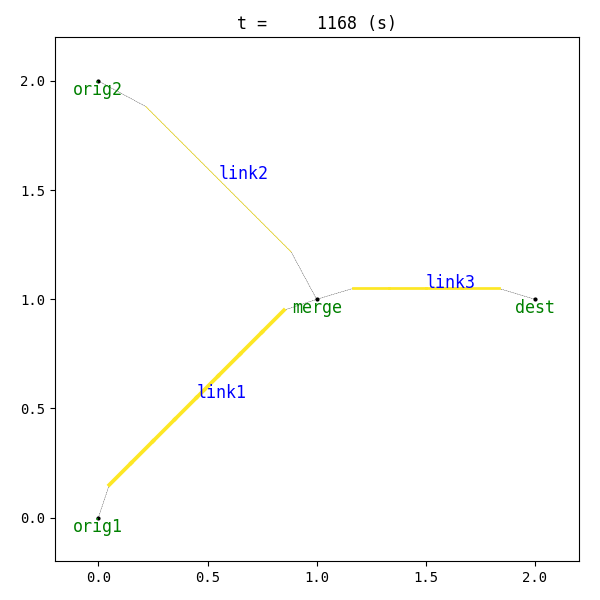 t =     1168 (s)
2.0
orig2
link2
1.5
link3
1.0
merge
dest
link1
0.5
0.0
orig1
0.0 0.5 1.0 1.5 2.0